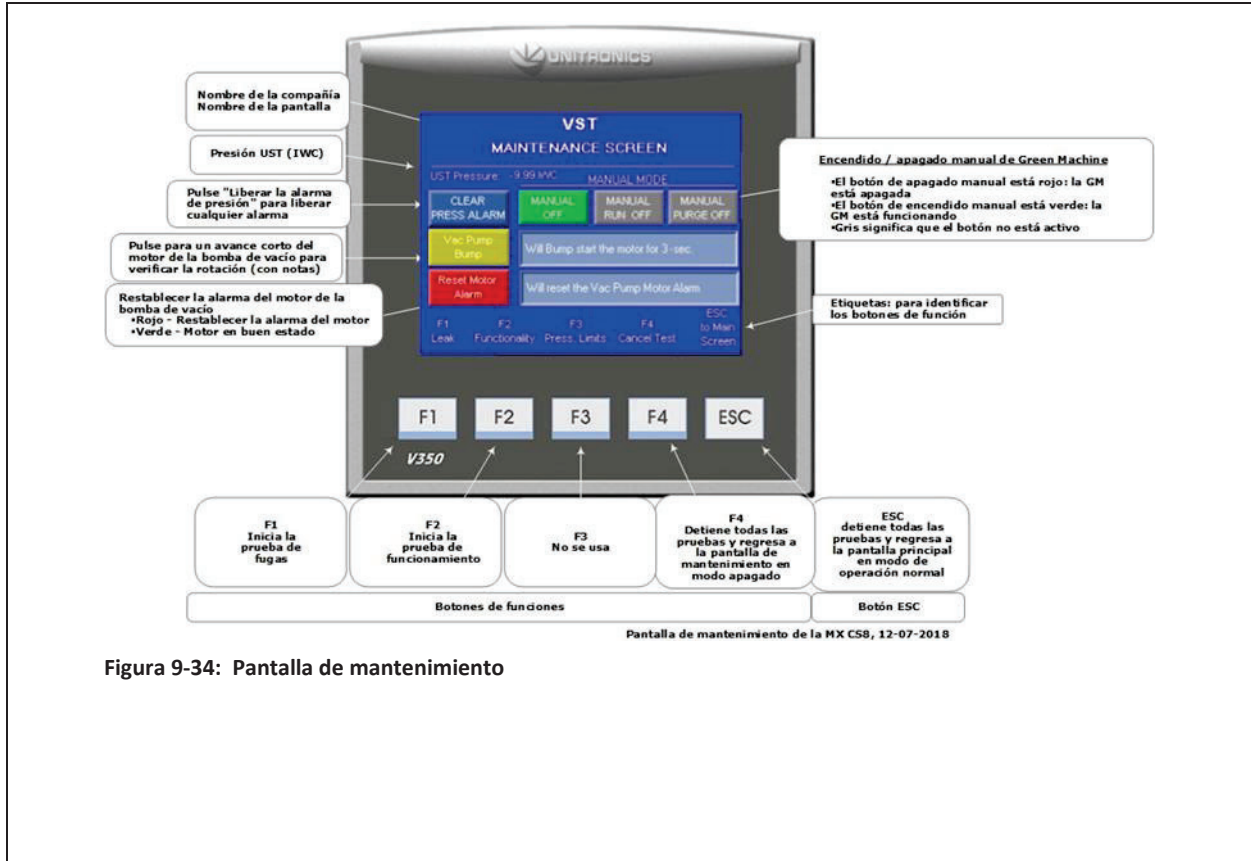 UNITRONICS
Nombre de la compañía
Nombre de la pantalla
Presión UST (IWC)
Pulse "Liberar la alarma
de presión" para liberar
cualquier alarma
Pulse para un avance corto del
motor de la bomba de vacío para
verificar la rotación (con notas)
Restablecer la alarma del motor de la
bomba de vacío
•Rojo - Restablecer la alarma del motor
•Verde - Motor en buen estado
VST
MAINTENANCE SCREEN
UST Pressure: -9.99 IWC
MANUAL MODE
CLEAR
PRESS ALARM
MANUAL
OFF
MANUAL
RUN OFF
MANUAL
PURGE OFF
Vac Pump
Bump
Will Bump start the motor for 3-sec.
Reset Motor
Alarm
Will reset the Vac Pump Motor Alarm
F1
Leak
F2
Functionality
F3
Press. Limits
F4
Cancel Test
ESC
to Main
Screen
Encendido / apagado manual de Green Machine
•El botón de apagado manual está rojo: la GM
está apagada
•El botón de encendido manual está verde: la
GM está funcionando
•Gris significa que el botón no está activo
Etiquetas: para identificar
los botones de función
F1
F2
F3
F4
ESC
V350
F1
Inicia la
prueba de
fugas
F2
Inicia la
prueba de
funcionamiento
F3
No se usa
F4
Detiene todas las
pruebas y regresa a
la pantalla de
mantenimiento en
modo apagado
ESC
detiene todas las
pruebas y regresa a
la pantalla principal
en modo de
operación normal
Botones de funciones
Botón ESC
Pantalla de mantenimiento de la MX CS8, 12-07-2018
Figura 9-34: Pantalla de mantenimiento